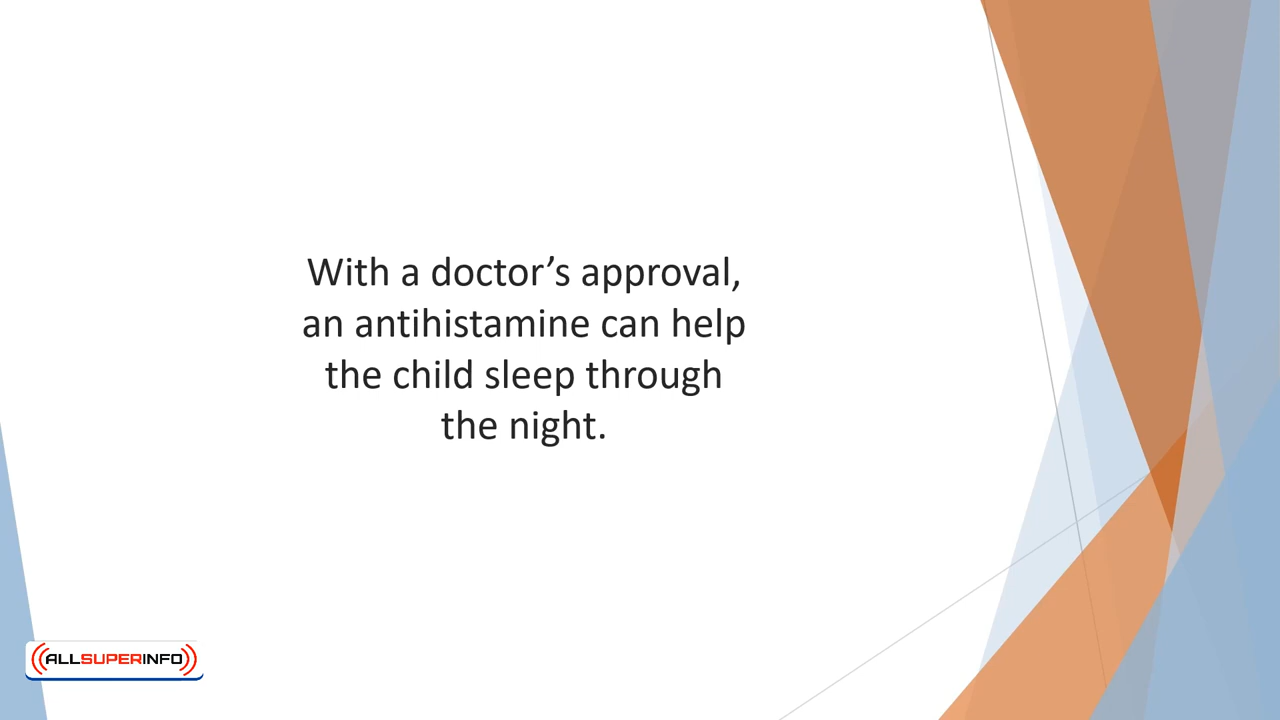 With a doctor’s approval,
an antihistamine can help
the child sleep through
the night.
ALLSUPERINFO